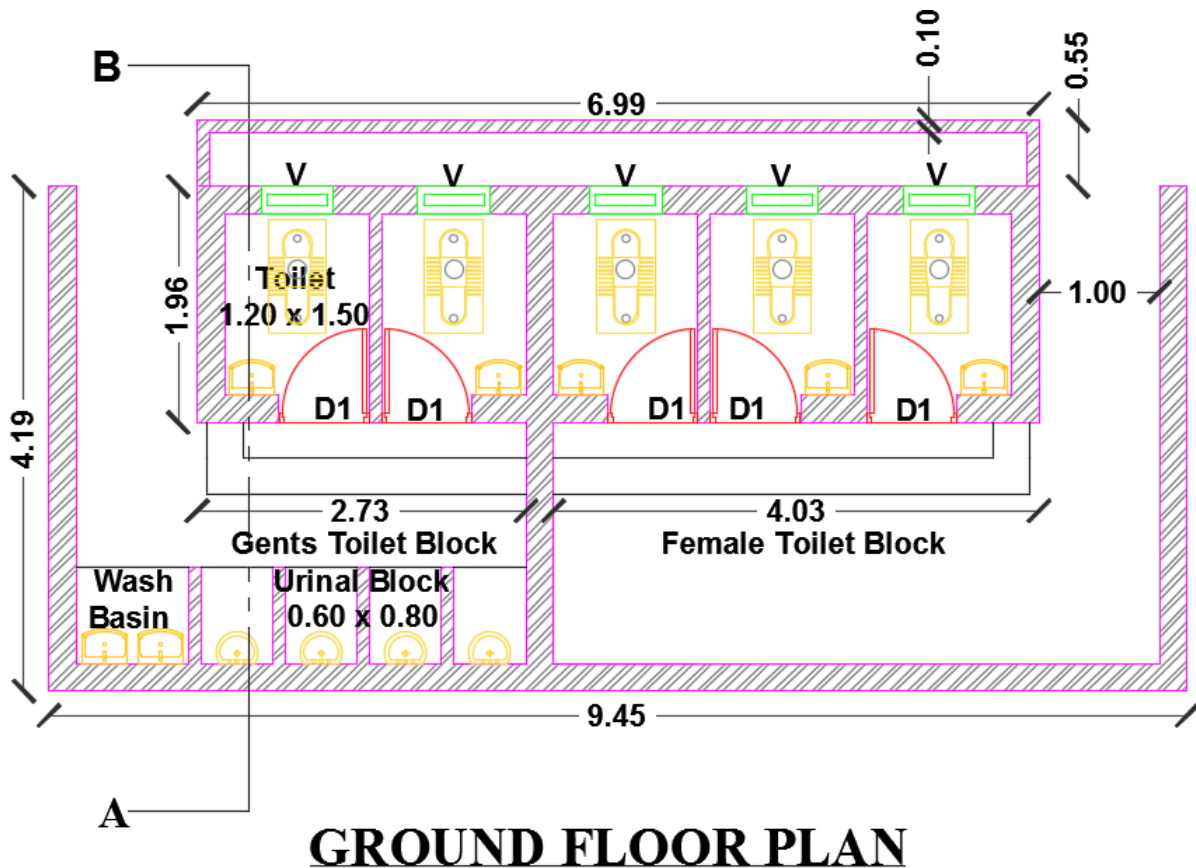 0.10
0.55
B
6.99
V V V V V
Toilet
1.20 x 1.50
1.96
1.00
4.19
D1 D1 D1 D1 D1
2.73
4.03
Gents Toilet Block
Female Toilet Block
Wash
Basin
Urinal Block
0.60 x 0.80
9.45
A
GROUND FLOOR PLAN